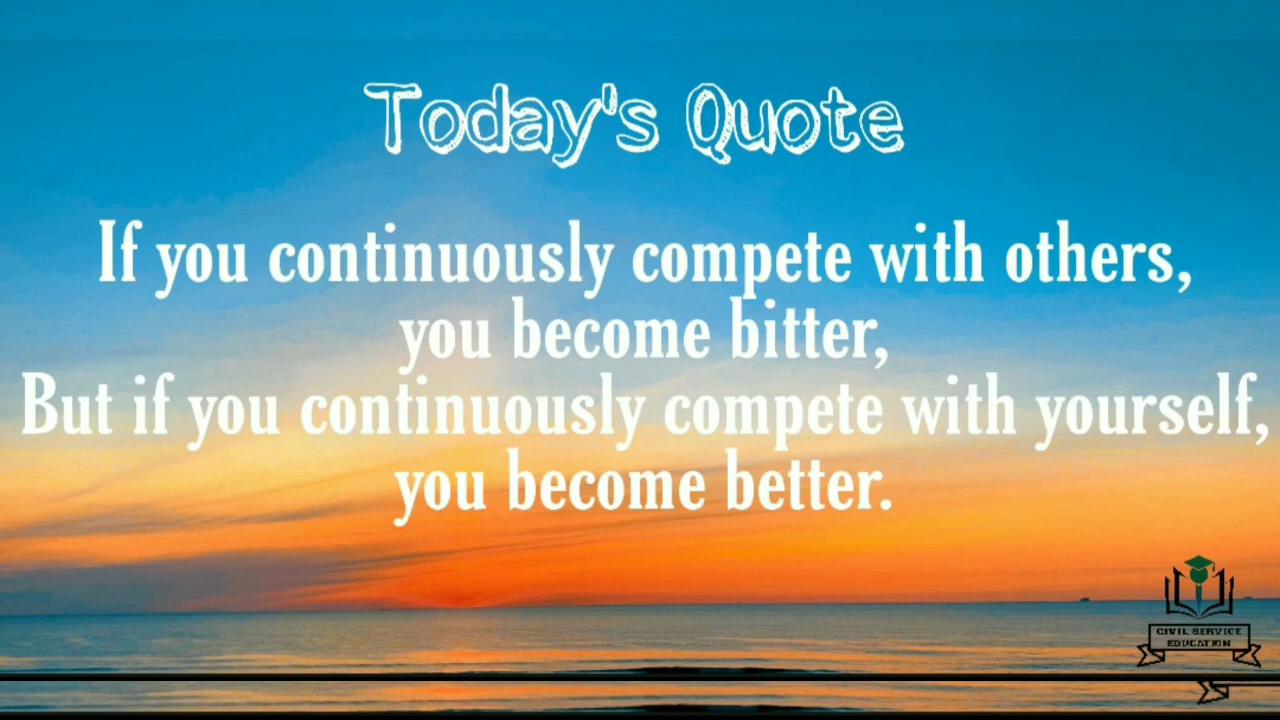 Today's Quote
If you continuously compete with others,
you become bitter,
But if you continuously compete with yourself,
you become better.
CIVIL SERVICE
EDUCATION